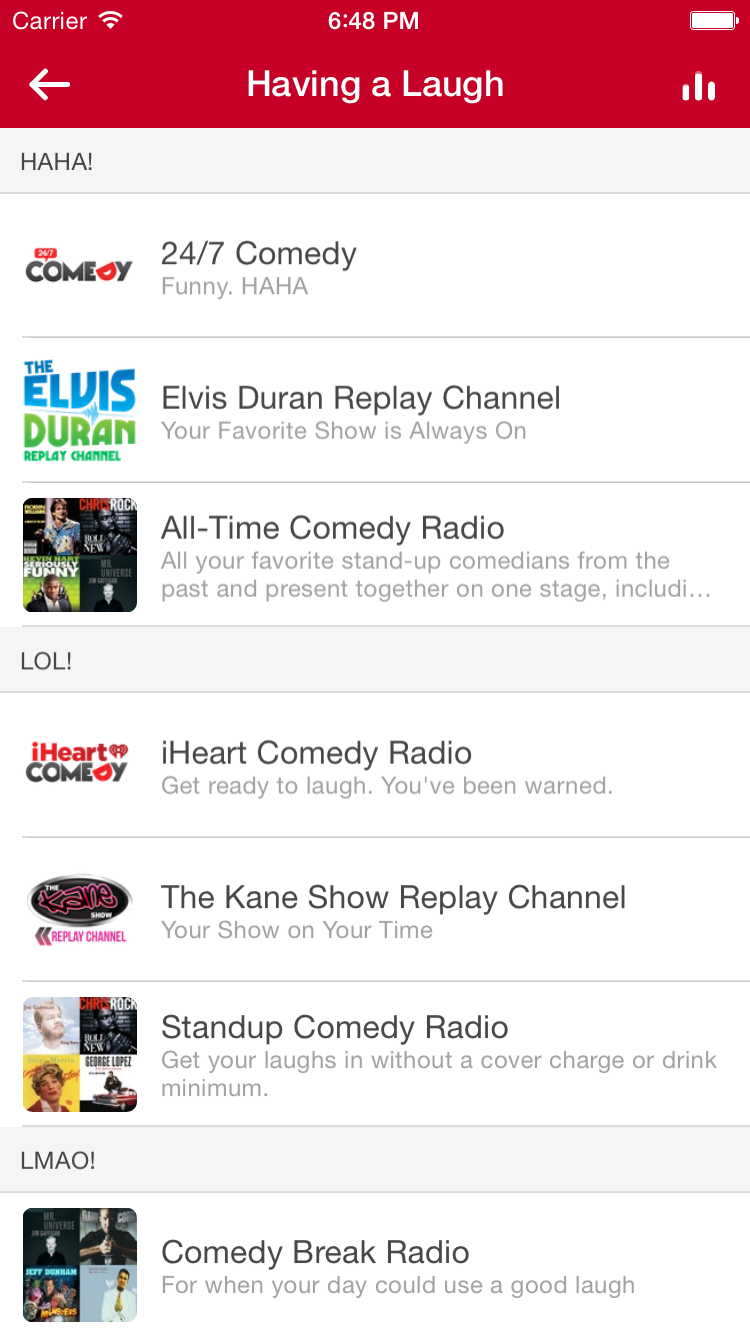 Carrier 6:48 PM
Having a Laugh
HAHA!
24/7
COMEDY
24/7 Comedy
Funny. HAHA
THE
ELVIS
DURAN
REPLAY CHANNEL
Elvis Duran Replay Channel
Your Favorite Show is Always On
CHRIS ROCK
ROLL
NEW
KEVIN HART
SERIOUSLY
FUNNY
MR.
UNIVERSE
JIM GAFFIGAN
All-Time Comedy Radio
All your favorite stand-up comedians from the
past and present together on one stage, includi...
LOL!
iHeart
COMEDY
iHeart Comedy Radio
Get ready to laugh. You've been warned.
THE
Kane
SHOW
REPLAY CHANNEL
The Kane Show Replay Channel
Your Show on Your Time
CHRIS ROCK
ROLL
NEW
GEORGE LOPEZ
Standup Comedy Radio
Get your laughs in without a cover charge or drink
minimum.
LMAO!
MR.
UNIVERSE
JIM GAFFIGAN
JEFF DUNHAM
Comedy Break Radio
For when your day could use a good laugh